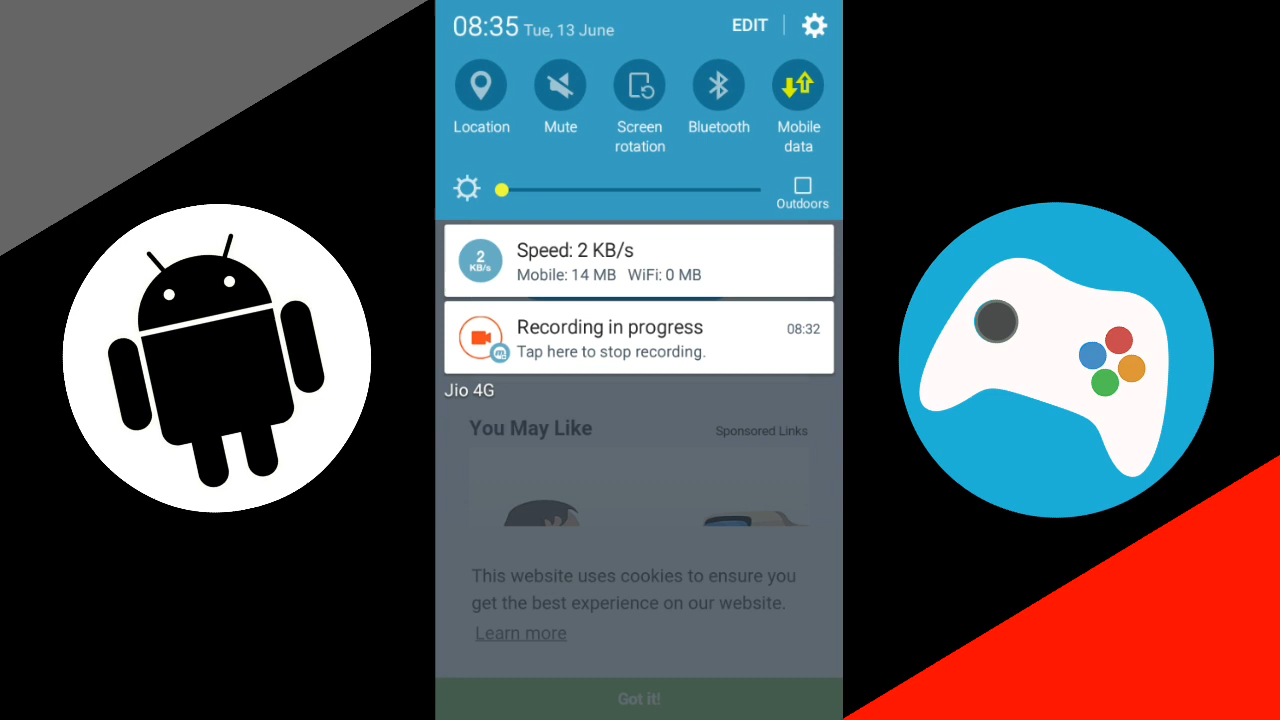 08:35 Tue, 13 June EDIT
Location Mute Screen rotation Bluetooth Mobile data
Outdoors
2 KB/s
Speed: 2 KB/s
Mobile: 14 MB WiFi: 0 MB
Recording in progress 08:32
Tap here to stop recording.
Jio 4G
You May Like Sponsored Links
This website uses cookies to ensure you
get the best experience on our website.
Learn more
Got it!